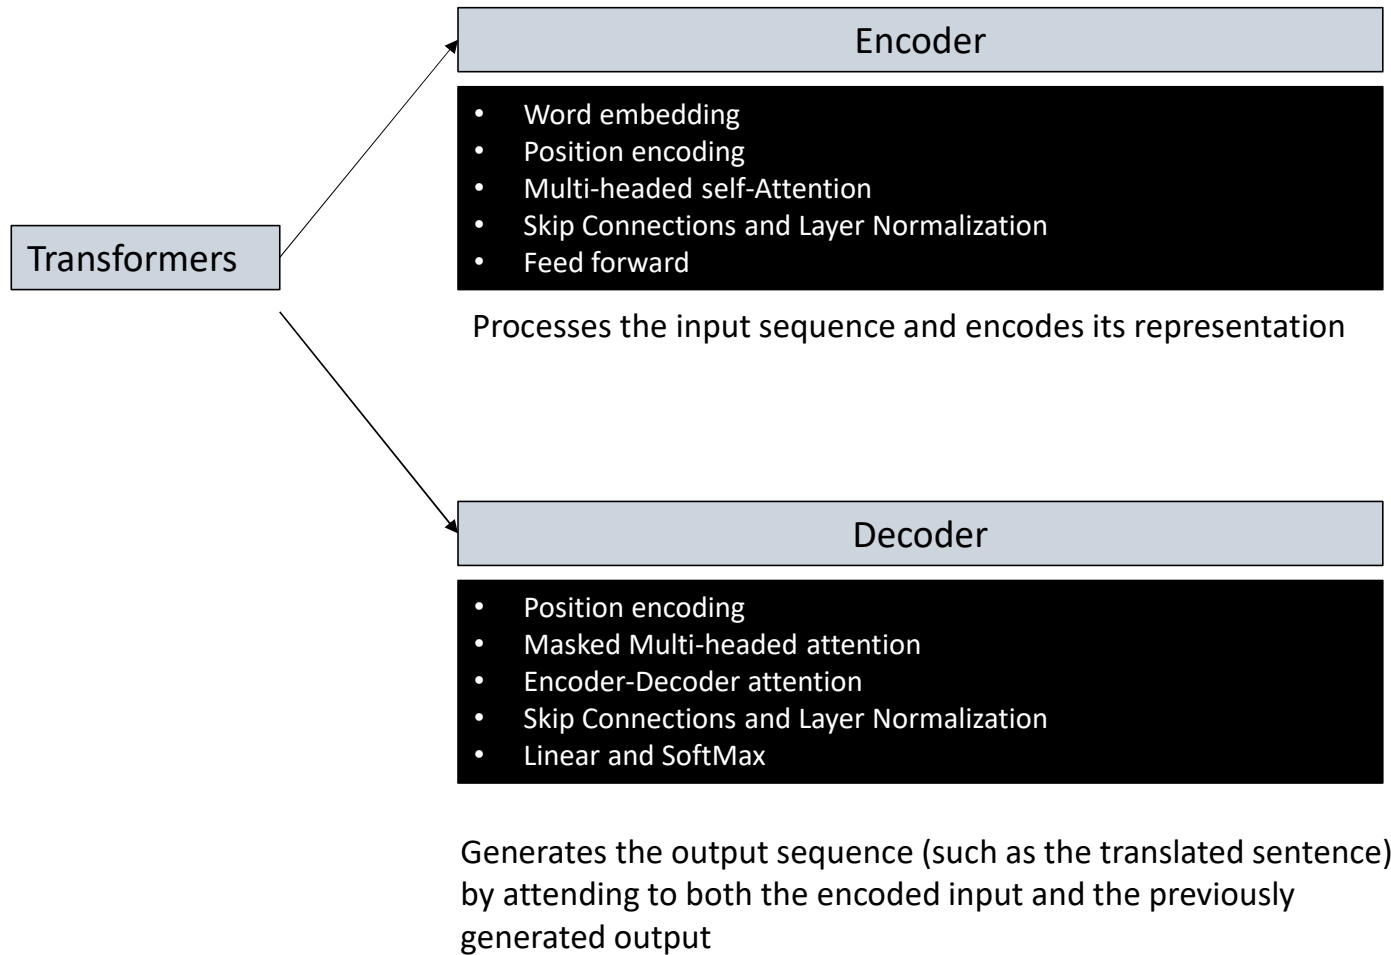 Encoder
• Word embedding
• Position encoding
• Multi-headed self-Attention
• Skip Connections and Layer Normalization
• Feed forward
Transformers
Processes the input sequence and encodes its representation
Decoder
• Position encoding
• Masked Multi-headed attention
• Encoder-Decoder attention
• Skip Connections and Layer Normalization
• Linear and SoftMax
Generates the output sequence (such as the translated sentence)
by attending to both the encoded input and the previously
generated output